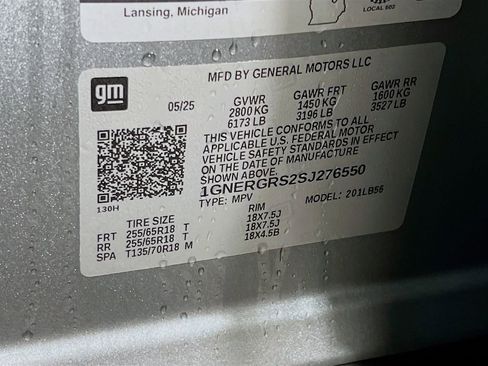 Lansing, Michigan
LOCAL 602
gm
MFD BY GENERAL MOTORS LLC
05/25 GVWR GAWR FRT GAWR RR
2800 KG 1450 KG 1600 KG
6173 LB 3196 LB 3527 LB
THIS VEHICLE CONFORMS TO ALL
APPLICABLE U.S. FEDERAL MOTOR
VEHICLE SAFETY STANDARDS IN EFFECT
ON THE DATE OF MANUFACTURE
SHOWN ABOVE.
1GNERGRS2SJ276550
TYPE: MPV MODEL: 201LB56
130H
TIRE SIZE RIM
FRT 255/65R18 T 18X7.5J
RR 255/65R18 T 18X7.5J
SPA T135/70R18 M 18X4.5B